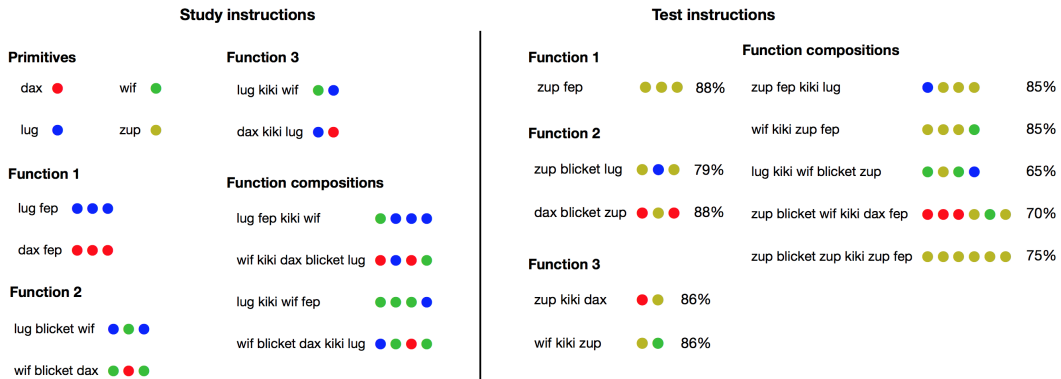 Study instructions
Primitives
dax
wif
lug
zup
Function 1
lug fep
dax fep
Function 2
lug blicket wif
wif blicket dax
Function 3
lug kiki wif
dax kiki lug
Function compositions
lug fep kiki wif
wif kiki dax blicket lug
lug kiki wif fep
wif blicket dax kiki lug
Test instructions
Function 1
zup fep 88%
Function 2
zup blicket lug 79%
dax blicket zup 88%
Function 3
zup kiki dax 86%
wif kiki zup 86%
Function compositions
zup fep kiki lug 85%
wif kiki zup fep 85%
lug kiki wif blicket zup 65%
zup blicket wif kiki dax fep 70%
zup blicket zup kiki zup fep 75%